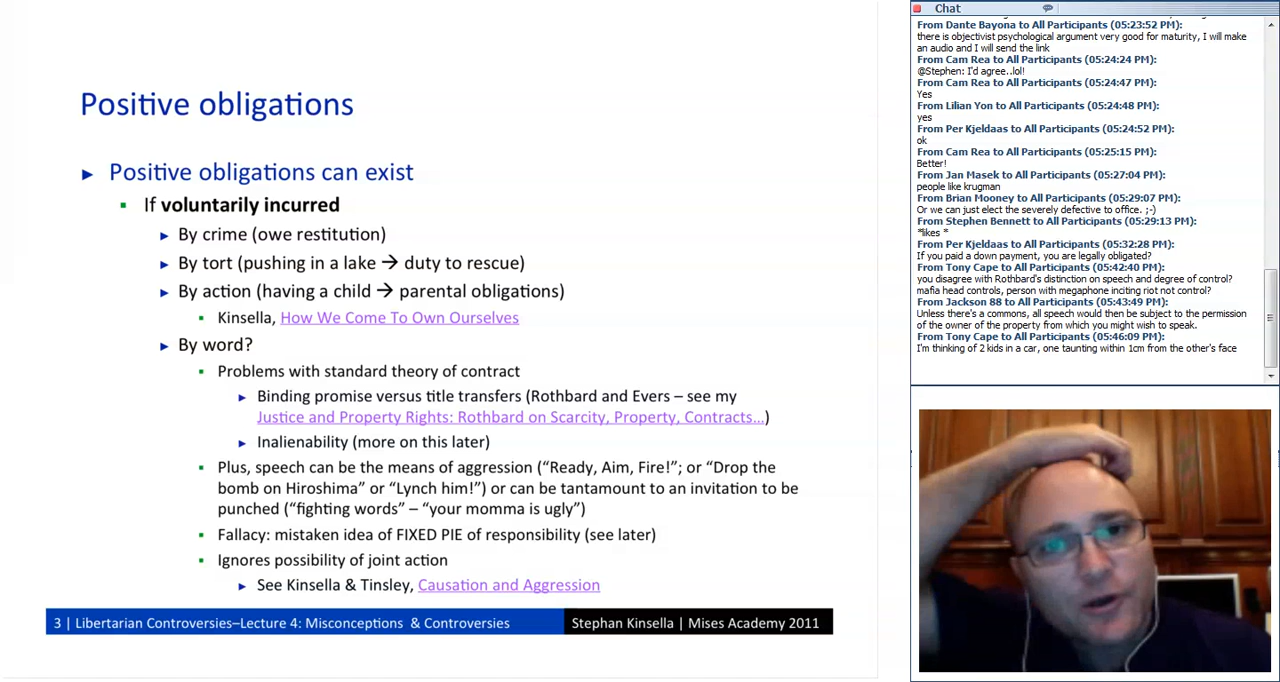 Positive obligations
► Positive obligations can exist
▪ If voluntarily incurred
► By crime (owe restitution)
► By tort (pushing in a lake → duty to rescue)
► By action (having a child → parental obligations)
▪ Kinsella, How We Come To Own Ourselves
► By word?
▪ Problems with standard theory of contract
► Binding promise versus title transfers (Rothbard and Evers – see my
Justice and Property Rights: Rothbard on Scarcity, Property, Contracts…)
► Inalienability (more on this later)
▪ Plus, speech can be the means of aggression (“Ready, Aim, Fire!”; or “Drop the
bomb on Hiroshima” or “Lynch him!”) or can be tantamount to an invitation to be
punched (“fighting words” – “your momma is ugly”)
▪ Fallacy: mistaken idea of FIXED PIE of responsibility (see later)
▪ Ignores possibility of joint action
► See Kinsella & Tinsley, Causation and Aggression
3 | Libertarian Controversies–Lecture 4: Misconceptions & Controversies
Stephan Kinsella | Mises Academy 2011
Chat
From Dante Bayona to All Participants (05:23:52 PM):
there is objectivist psychological argument very good for maturity, I will make
an audio and I will send the link
From Cam Rea to All Participants (05:24:24 PM):
@Stephen: I'd agree..lol!
From Cam Rea to All Participants (05:24:47 PM):
Yes
From Lilian Yon to All Participants (05:24:48 PM):
yes
From Per Kjeldaas to All Participants (05:24:52 PM):
ok
From Cam Rea to All Participants (05:25:15 PM):
Better!
From Jan Masek to All Participants (05:27:04 PM):
people like krugman
From Brian Mooney to All Participants (05:29:07 PM):
Or we can just elect the severely defective to office. ;-)
From Stephen Bennett to All Participants (05:29:13 PM):
*likes *
From Per Kjeldaas to All Participants (05:32:28 PM):
If you paid a down payment, you are legally obligated?
From Tony Cape to All Participants (05:42:40 PM):
you disagree with Rothbard's distinction on speech and degree of control?
mafia head controls, person with megaphone inciting riot not control?
From Jackson 88 to All Participants (05:43:49 PM):
Unless there's a commons, all speech would then be subject to the permission
of the owner of the property from which you might wish to speak.
From Tony Cape to All Participants (05:46:09 PM):
I'm thinking of 2 kids in a car, one taunting within 1cm from the other's face